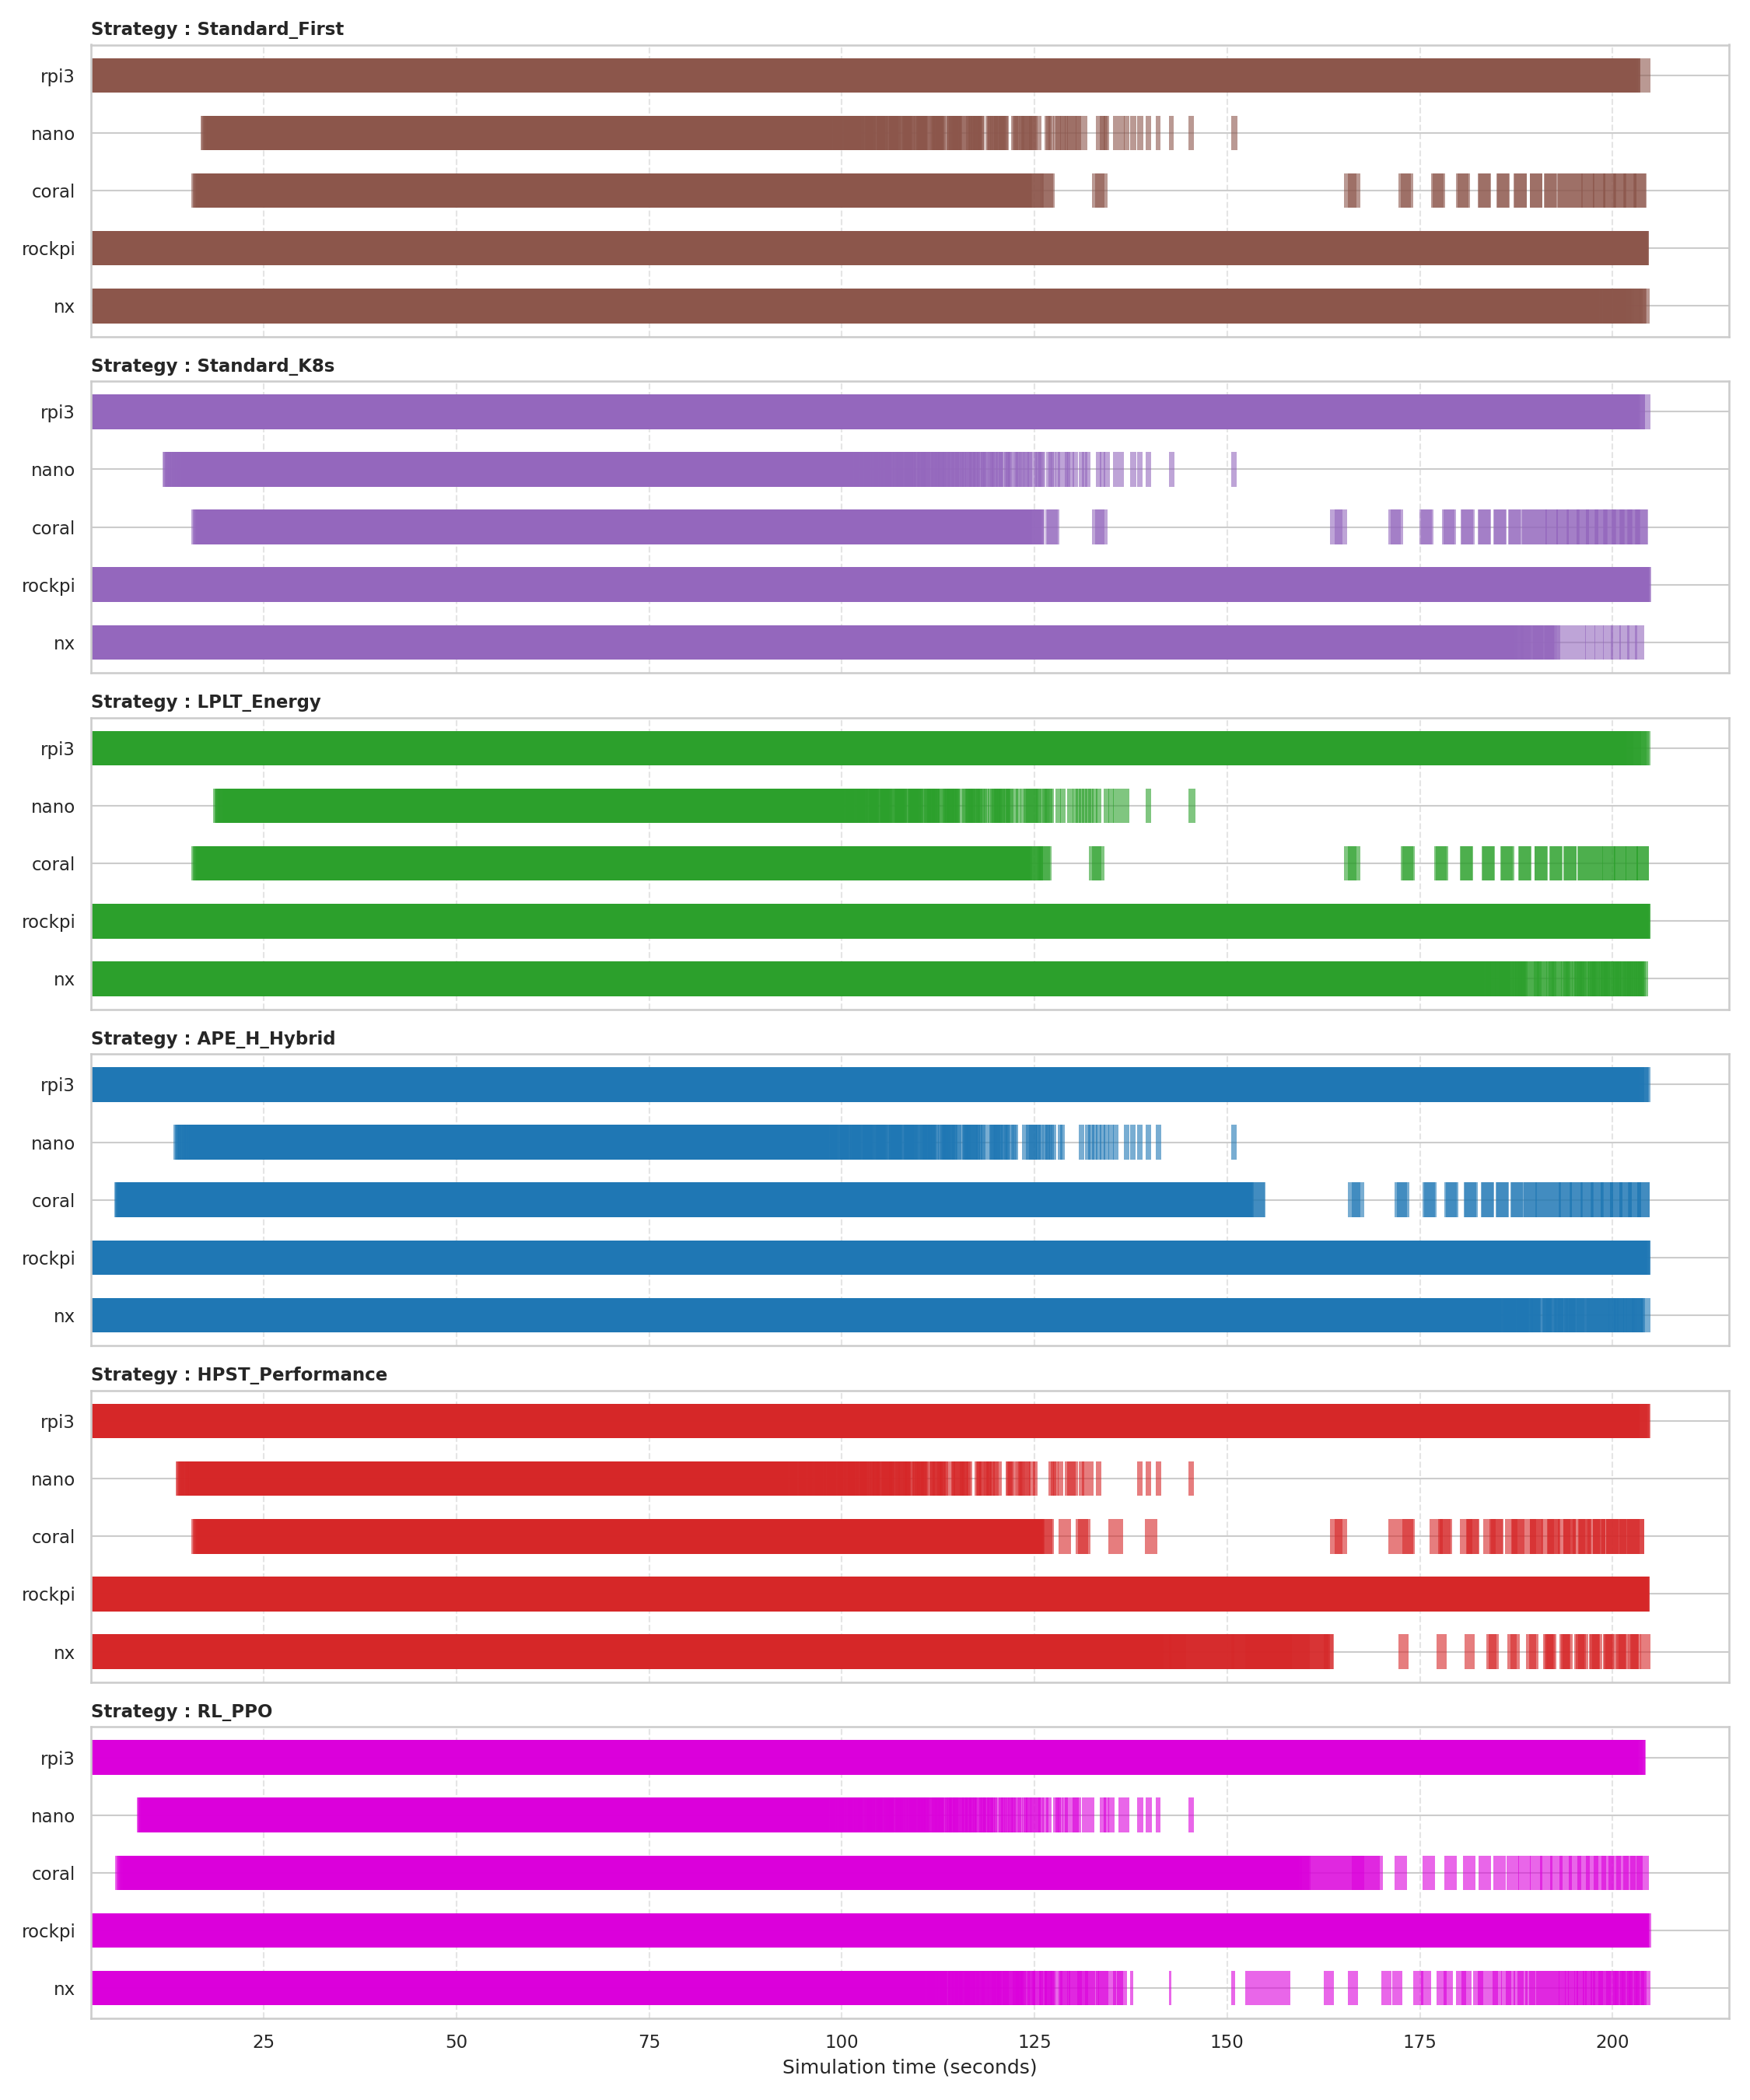 Strategy : Standard_First
rpi3
nano
coral
rockpi
nx
Strategy : Standard_K8s
rpi3
nano
coral
rockpi
nx
Strategy : LPLT_Energy
rpi3
nano
coral
rockpi
nx
Strategy : APE_H_Hybrid
rpi3
nano
coral
rockpi
nx
Strategy : HPST_Performance
rpi3
nano
coral
rockpi
nx
Strategy : RL_PPO
rpi3
nano
coral
rockpi
nx
25 50 75 100 125 150 175 200
Simulation time (seconds)